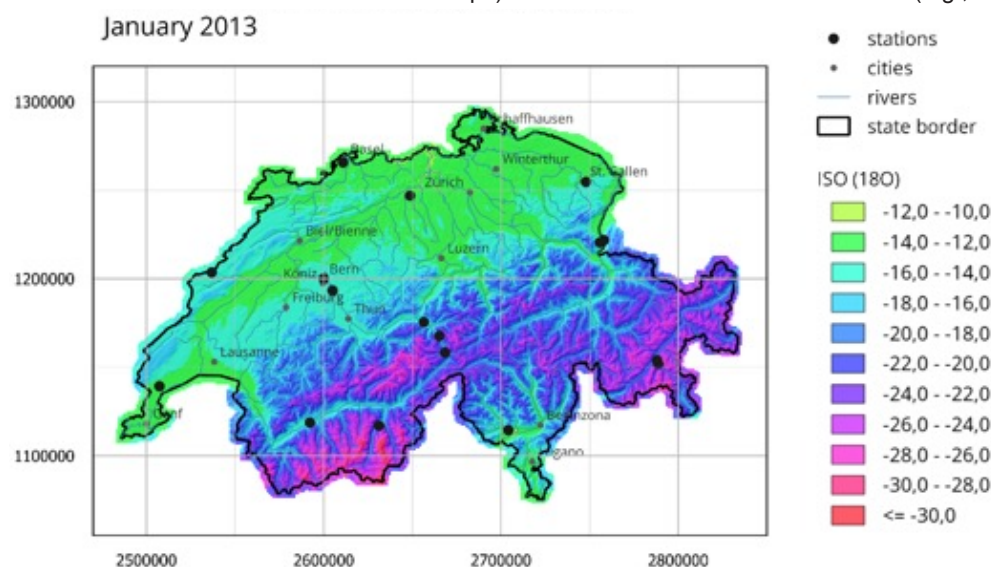 January 2013
stations
cities
rivers
state border
ISO (18O)
-12,0 - -10,0
-14,0 - -12,0
-16,0 - -14,0
-18,0 - -16,0
-20,0 - -18,0
-22,0 - -20,0
-24,0 - -22,0
-26,0 - -24,0
-28,0 - -26,0
-30,0 - -28,0
<= -30,0
1300000
1200000
1100000
2500000
2600000
2700000
2800000
Basel
Winterthur
St. Gallen
Zürich
Biel/Bienne
Luzern
Köniz
Bern
Freiburg
Thun
Lausanne